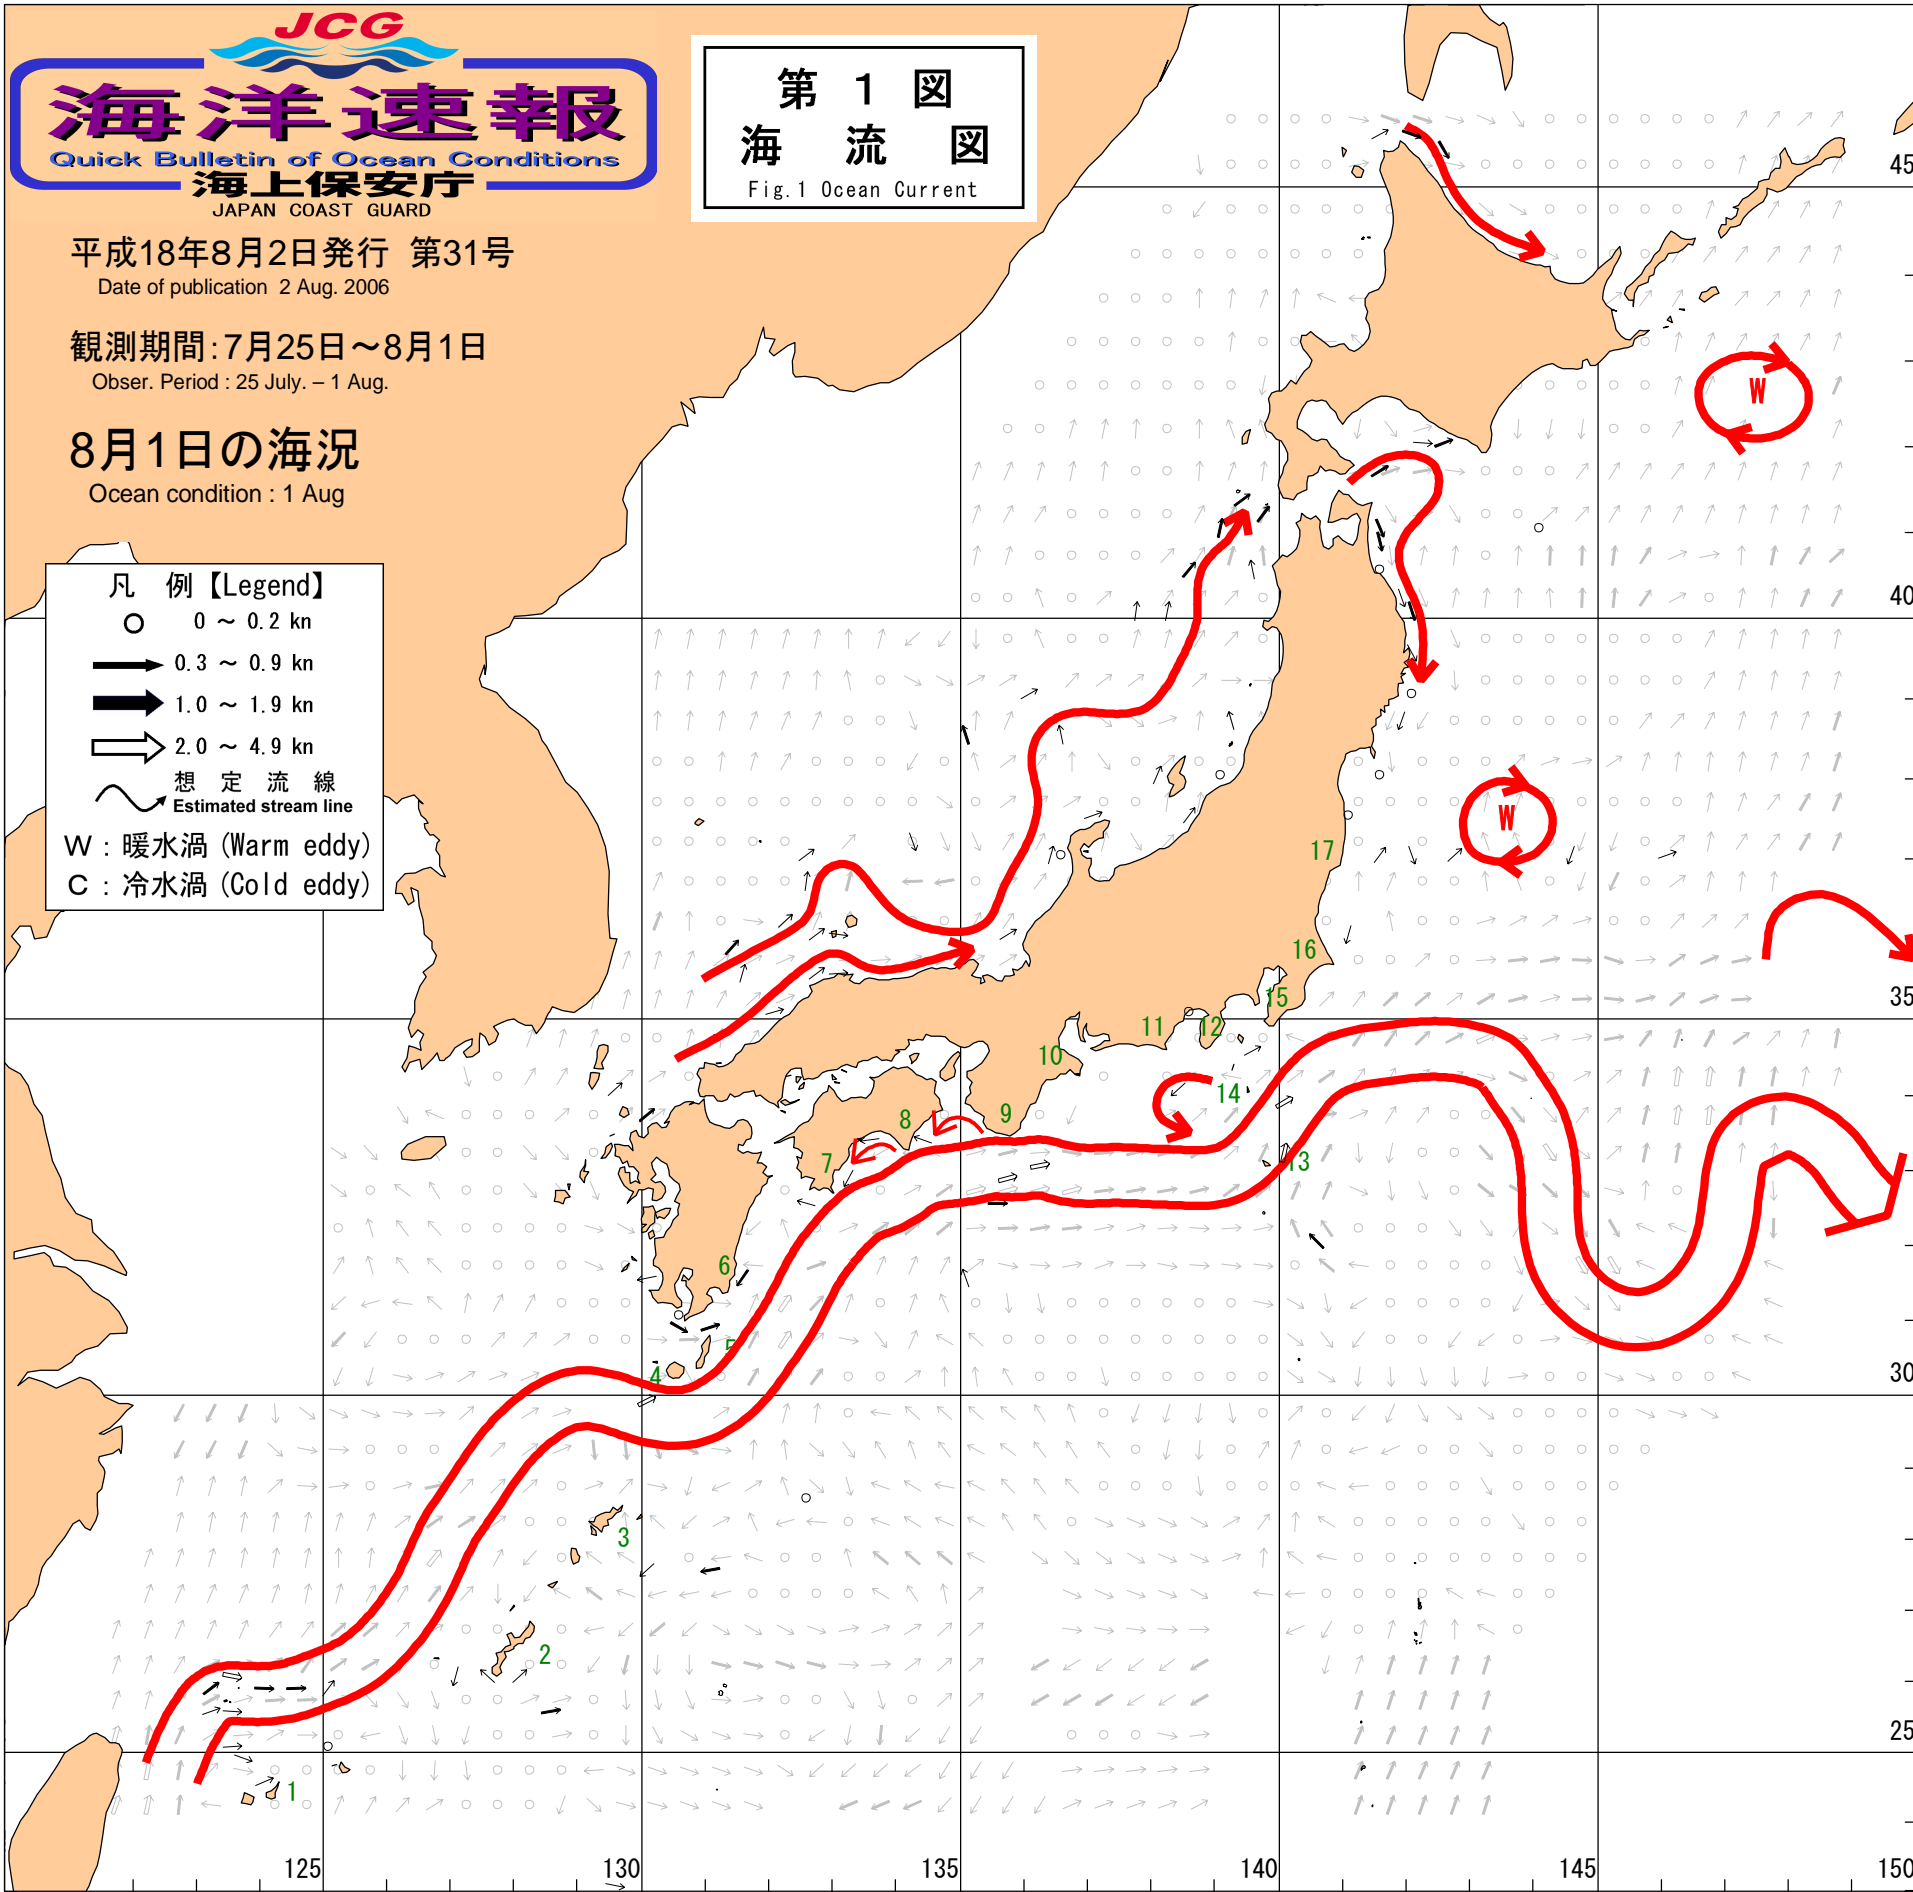 JCG
海洋速報
Quick Bulletin of Ocean Conditions
海上保安庁
JAPAN COAST GUARD
第 1 図
海 流 図
Fig.1 Ocean Current
平成18年8月2日発行 第31号
Date of publication 2 Aug. 2006
観測期間:7月25日～8月1日
Obser. Period : 25 July. – 1 Aug.
8月1日の海況
Ocean condition : 1 Aug
凡 例【Legend】
0 ～ 0.2 kn
0.3 ～ 0.9 kn
1.0 ～ 1.9 kn
2.0 ～ 4.9 kn
想 定 流 線
Estimated stream line
W : 暖水渦 (Warm eddy)
C : 冷水渦 (Cold eddy)
45
W
40
W
17
16
35
15
12
11
10
14
9
8
13
7
6
5
4
30
3
2
25
1
125
130
135
140
145
150